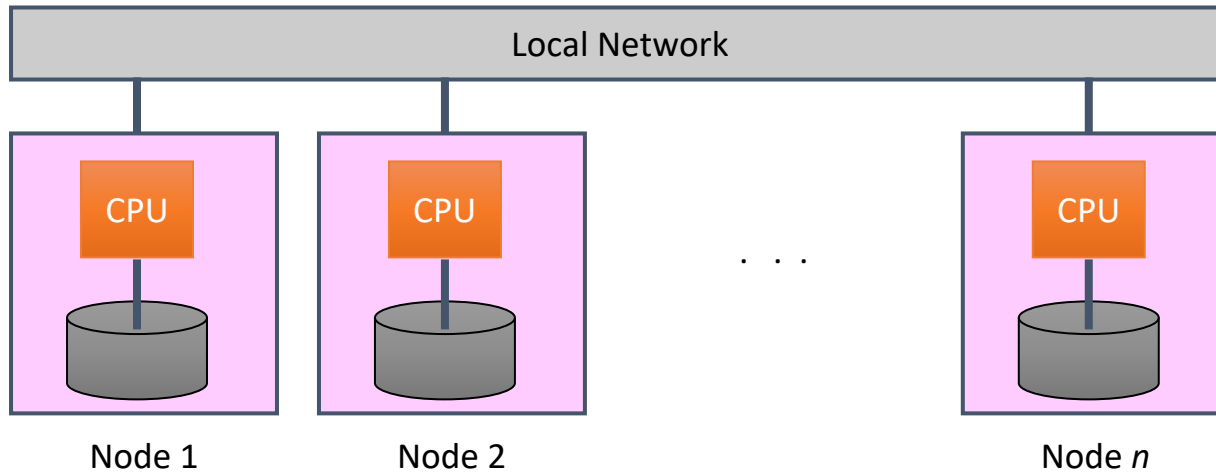 Local Network
CPU
CPU
CPU
. . .
Node 1
Node 2
Node n